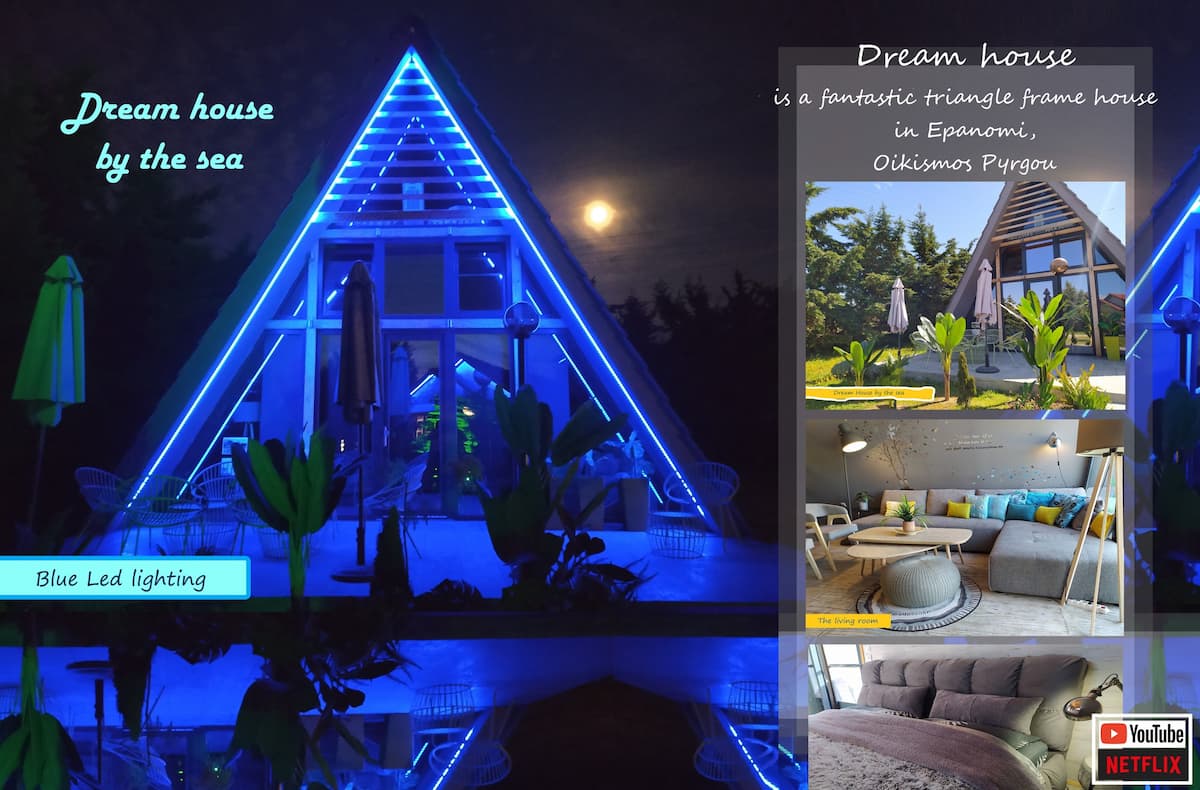 Dream house
by the sea
Blue Led lighting
Dream house
is a fantastic triangle frame house
in Epanomi,
Oikismos Pyrgou
Dream House by the sea
The living room
YouTube
NETFLIX